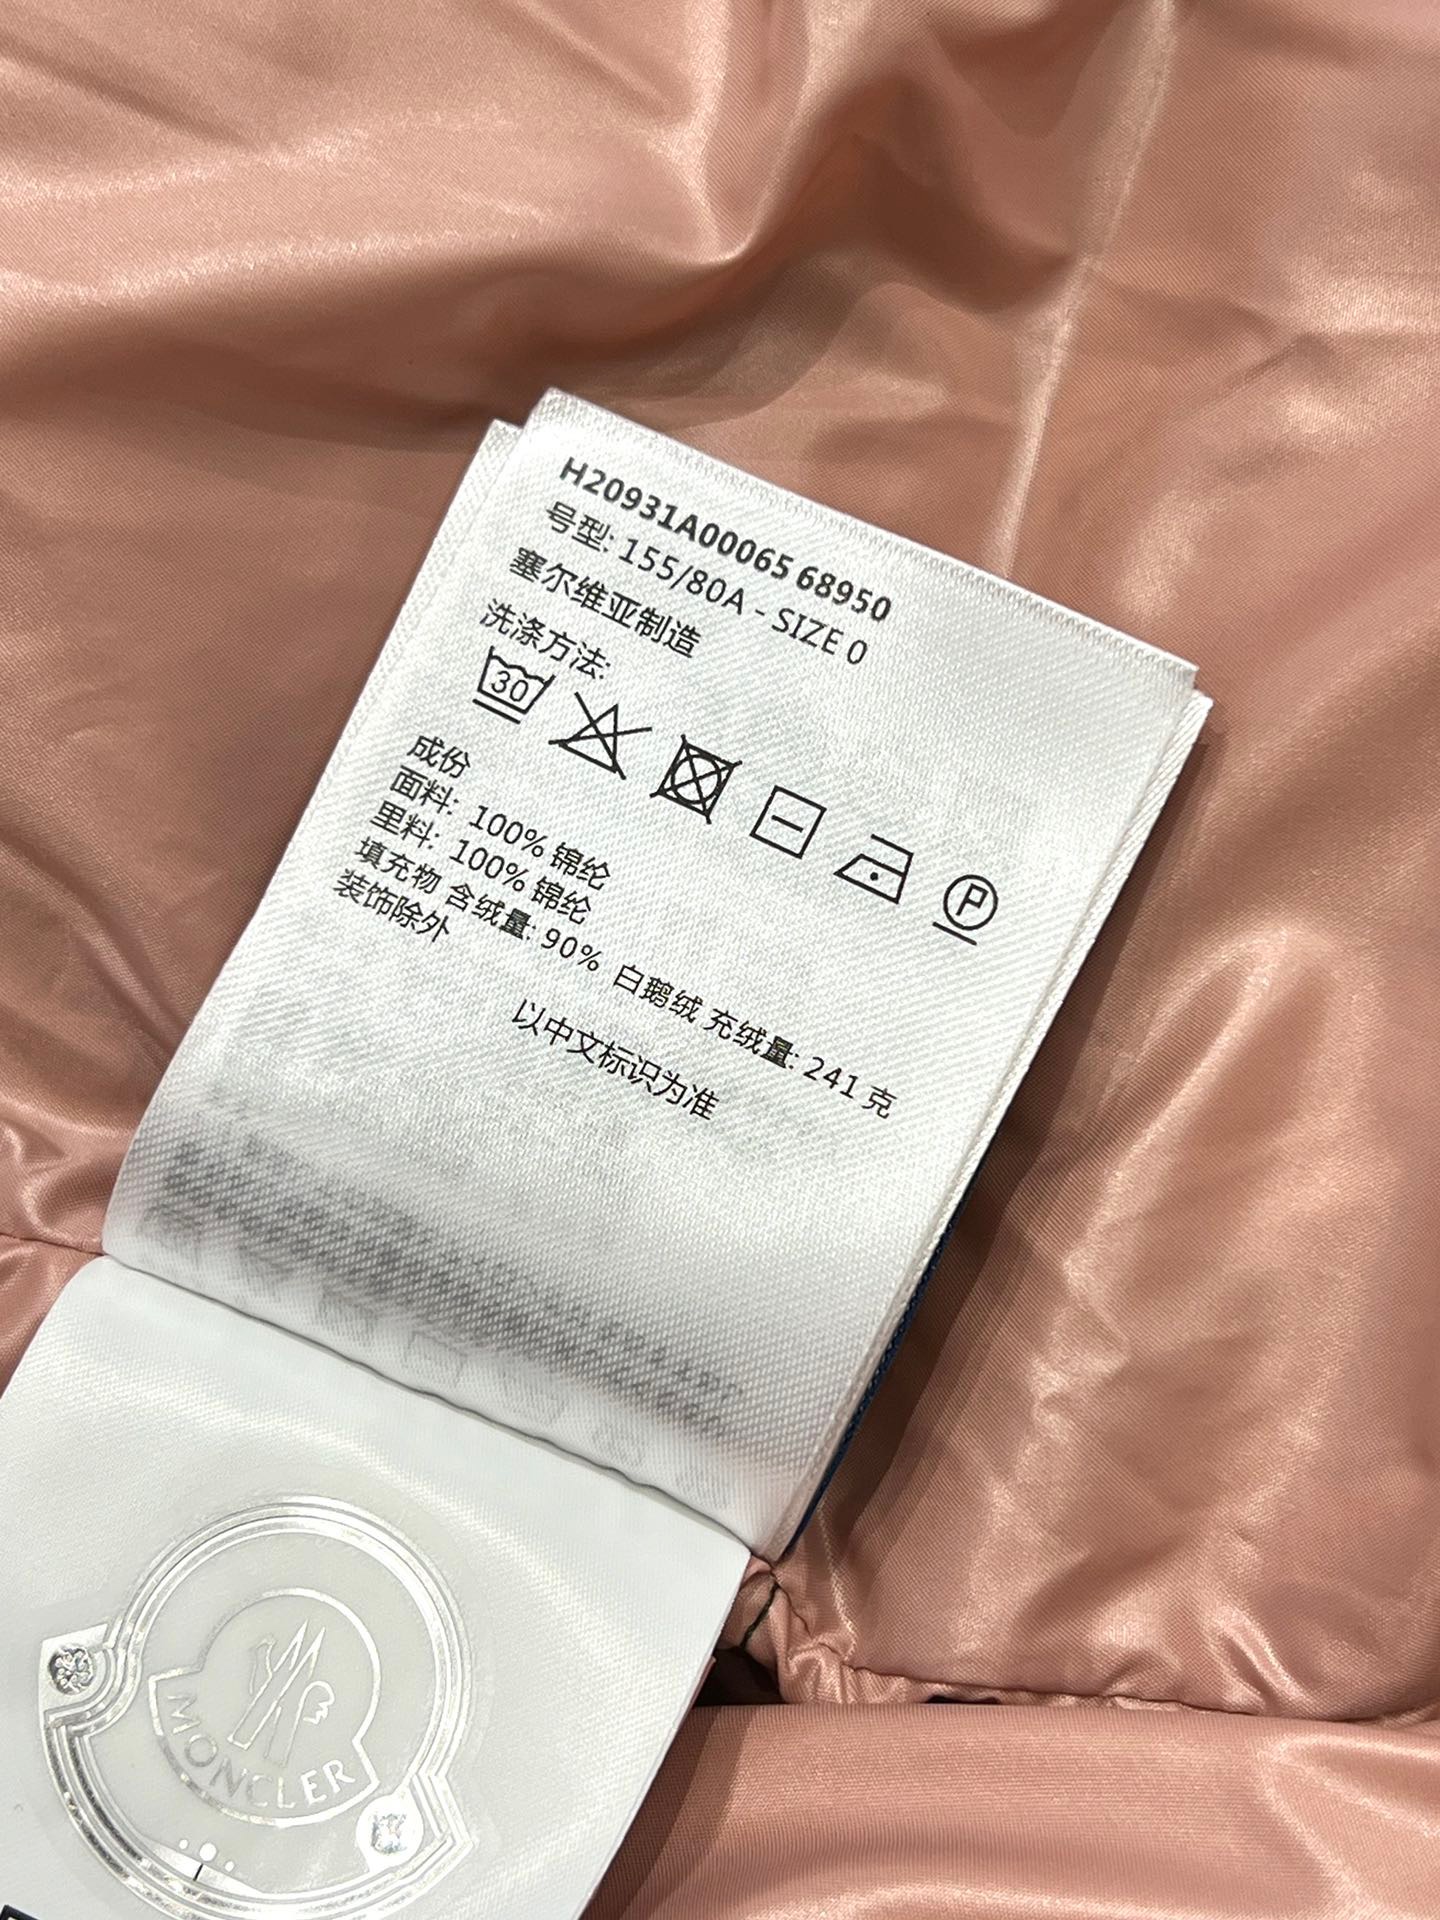 H20931A00065 68950
号型: 155/80A - SIZE 0
塞尔维亚制造
洗涤方法:
30
P
成份
面料: 100% 锦纶
里料: 100% 锦纶
填充物 含绒量: 90% 白鹅绒 充绒量: 241 克
装饰除外
以中文标识为准
MONCLER